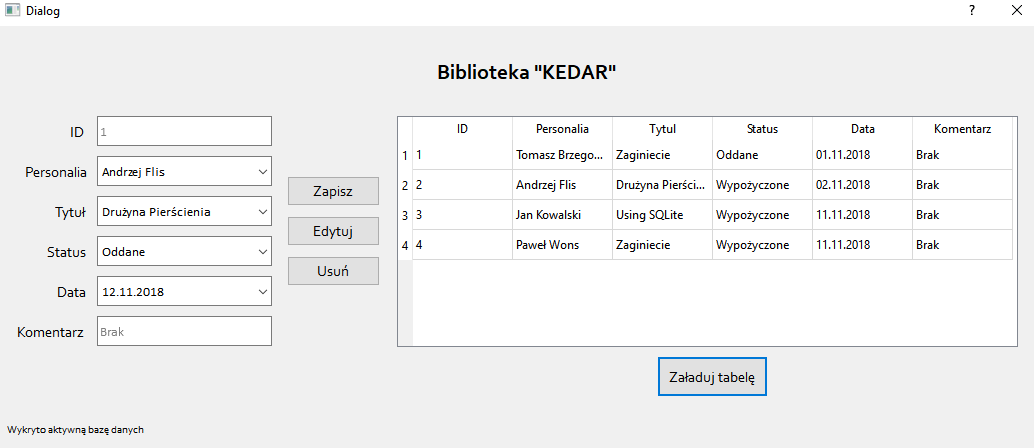 Dialog
?
Biblioteka "KEDAR"
ID 1
Personalia Andrzej Flis
Tytuł Drużyna Pierścienia
Status Oddane
Data 12.11.2018
Komentarz Brak
Zapisz
Edytuj
Usuń
ID Personalia Tytul Status Data Komentarz
1 1 Tomasz Brzego... Zaginiecie Oddane 01.11.2018 Brak
2 2 Andrzej Flis Drużyna Pierści... Wypożyczone 02.11.2018 Brak
3 3 Jan Kowalski Using SQLite Wypożyczone 11.11.2018 Brak
4 4 Paweł Wons Zaginiecie Wypożyczone 11.11.2018 Brak
Załaduj tabelę
Wykryto aktywną bazę danych